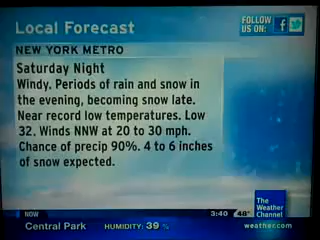 Local Forecast
FOLLOW
US ON:
NEW YORK METRO
Saturday Night
Windy. Periods of rain and snow in
the evening, becoming snow late.
Near record low temperatures. Low
32. Winds NNW at 20 to 30 mph.
Chance of precip 90%. 4 to 6 inches
of snow expected.
The
Weather
Channel
NOW
3:40 48°
Central Park HUMIDITY: 39 %
weather.com